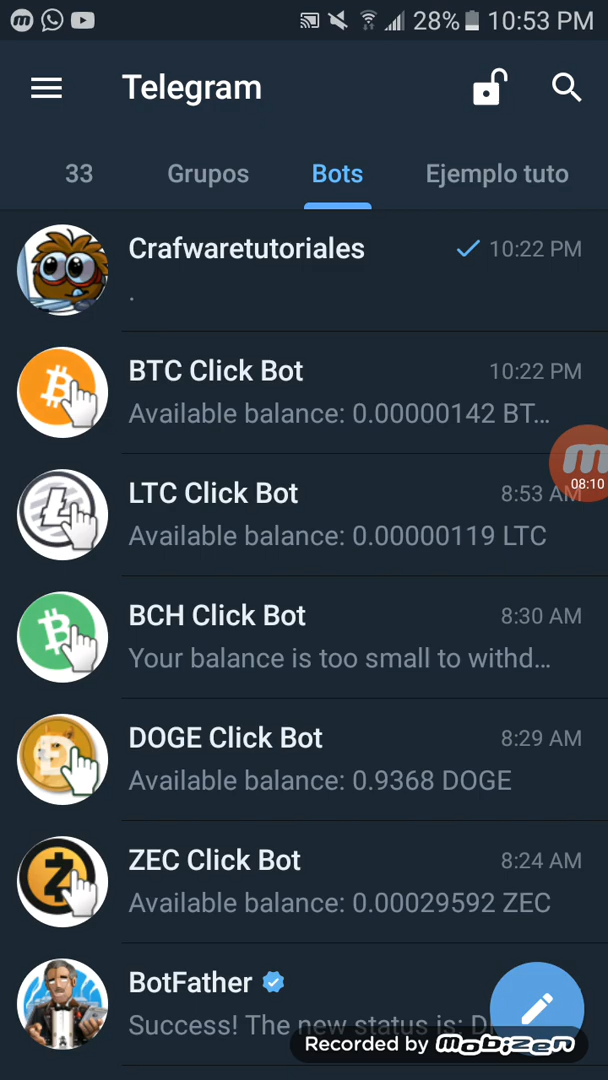 28% 10:53 PM
Telegram
33 Grupos Bots Ejemplo tuto
Crafwaretutoriales 10:22 PM
.
BTC Click Bot 10:22 PM
Available balance: 0.00000142 BT...
08:10
LTC Click Bot 8:53 AM
Available balance: 0.00000119 LTC
BCH Click Bot 8:30 AM
Your balance is too small to withd...
DOGE Click Bot 8:29 AM
Available balance: 0.9368 DOGE
ZEC Click Bot 8:24 AM
Available balance: 0.00029592 ZEC
BotFather
Success! The new status is: D
Recorded by mobizen